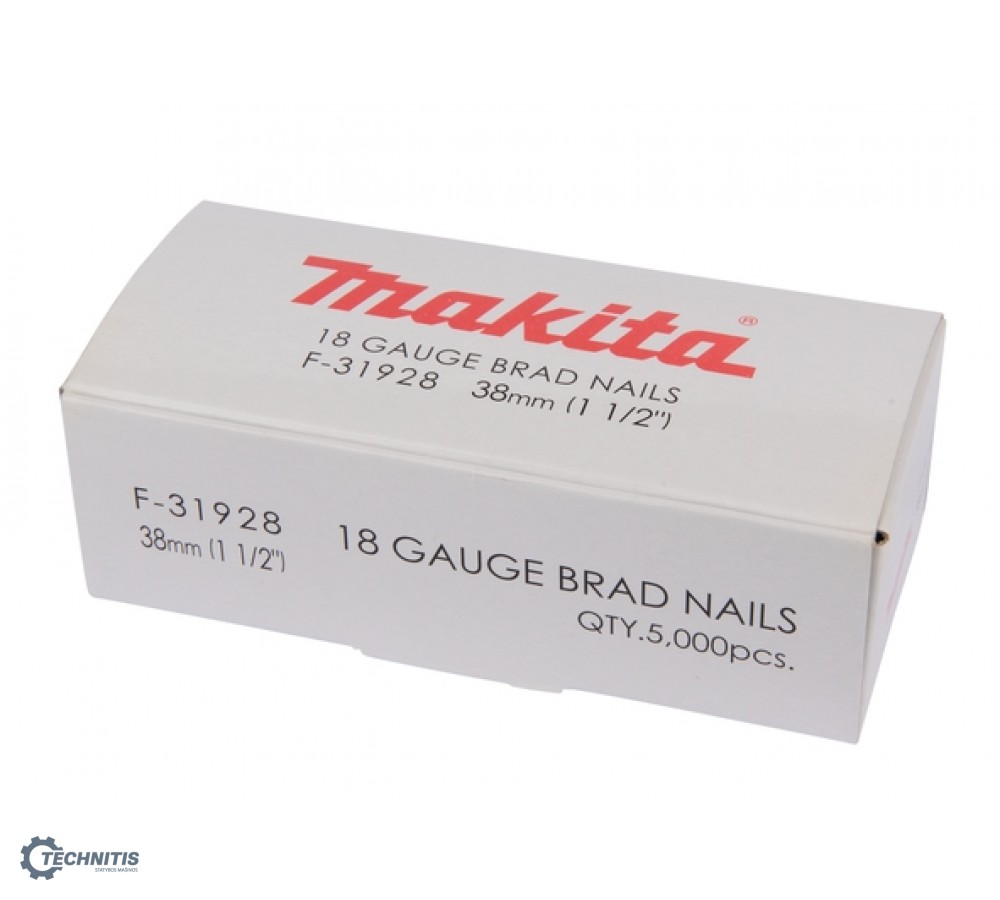 makita®
18 GAUGE BRAD NAILS
F-31928 38mm (1 1/2")
F-31928
38mm (1 1/2")
18 GAUGE BRAD NAILS
QTY.5,000pcs.
TECHNITIS
STATYBOS MAŠINOS